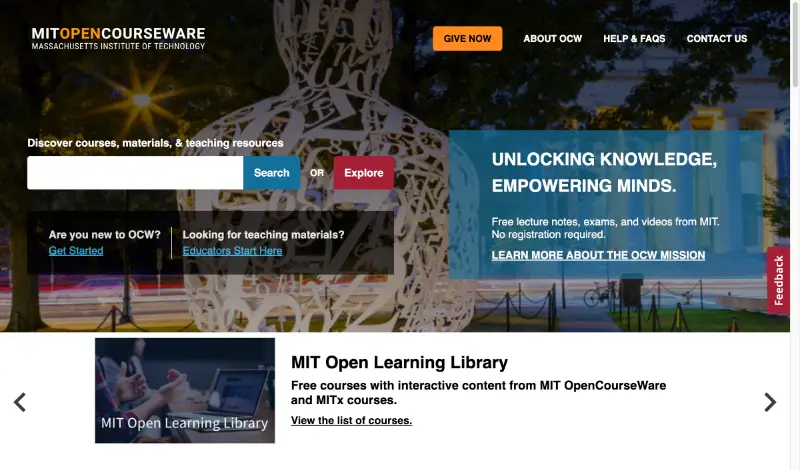 MITOPENCOURSEWARE
MASSACHUSETTS INSTITUTE OF TECHNOLOGY
GIVE NOW
ABOUT OCW
HELP & FAQS
CONTACT US
Discover courses, materials, & teaching resources
Search
OR
Explore
Are you new to OCW?
Get Started
Looking for teaching materials?
Educators Start Here
UNLOCKING KNOWLEDGE,
EMPOWERING MINDS.
Free lecture notes, exams, and videos from MIT.
No registration required.
LEARN MORE ABOUT THE OCW MISSION
Feedback
MIT Open Learning Library
MIT Open Learning Library
Free courses with interactive content from MIT OpenCourseWare
and MITx courses.
View the list of courses.